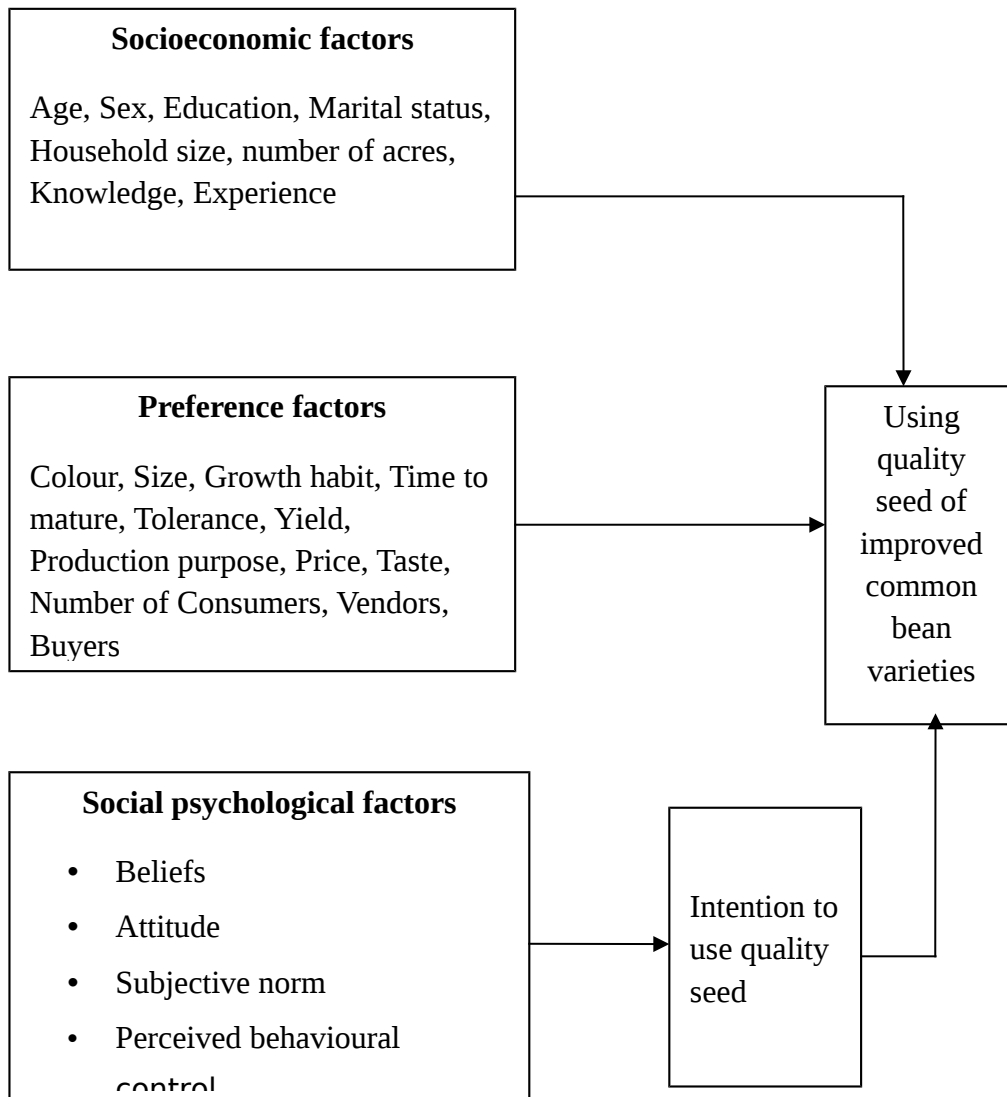 Socioeconomic factors
Age, Sex, Education, Marital status,
Household size, number of acres,
Knowledge, Experience
Preference factors
Colour, Size, Growth habit, Time to
mature, Tolerance, Yield,
Production purpose, Price, Taste,
Number of Consumers, Vendors,
Buyers
Using
quality
seed of
improved
common
bean
varieties
Social psychological factors
• Beliefs
• Attitude
• Subjective norm
• Perceived behavioural
control
Intention to
use quality
seed